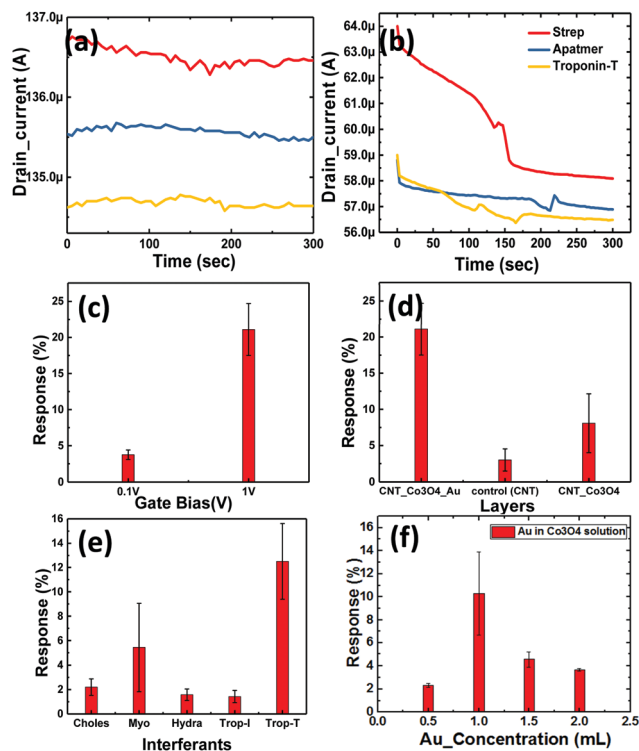 (a)
137.0µ
136.0µ
135.0µ
Drain_current (A)
0
100
200
300
Time (sec)
(b)
Strep
Apatmer
Troponin-T
64.0µ
63.0µ
62.0µ
61.0µ
60.0µ
59.0µ
58.0µ
57.0µ
56.0µ
Drain_current (A)
0
50
100
150
200
250
300
Time (sec)
(c)
25
20
15
10
5
0
Response (%)
0.1V
1V
Gate Bias(V)
(d)
25
20
15
10
5
0
Response (%)
CNT_Co3O4_Au
control (CNT)
CNT_Co3O4
Layers
(e)
16
14
12
10
8
6
4
2
0
Response (%)
Choles
Myo
Hydra
Trop-I
Trop-T
Interferants
(f)
Au in Co3O4 solution
16
14
12
10
8
6
4
2
0
Response (%)
0.0
0.5
1.0
1.5
2.0
2.5
Au_Concentration (mL)